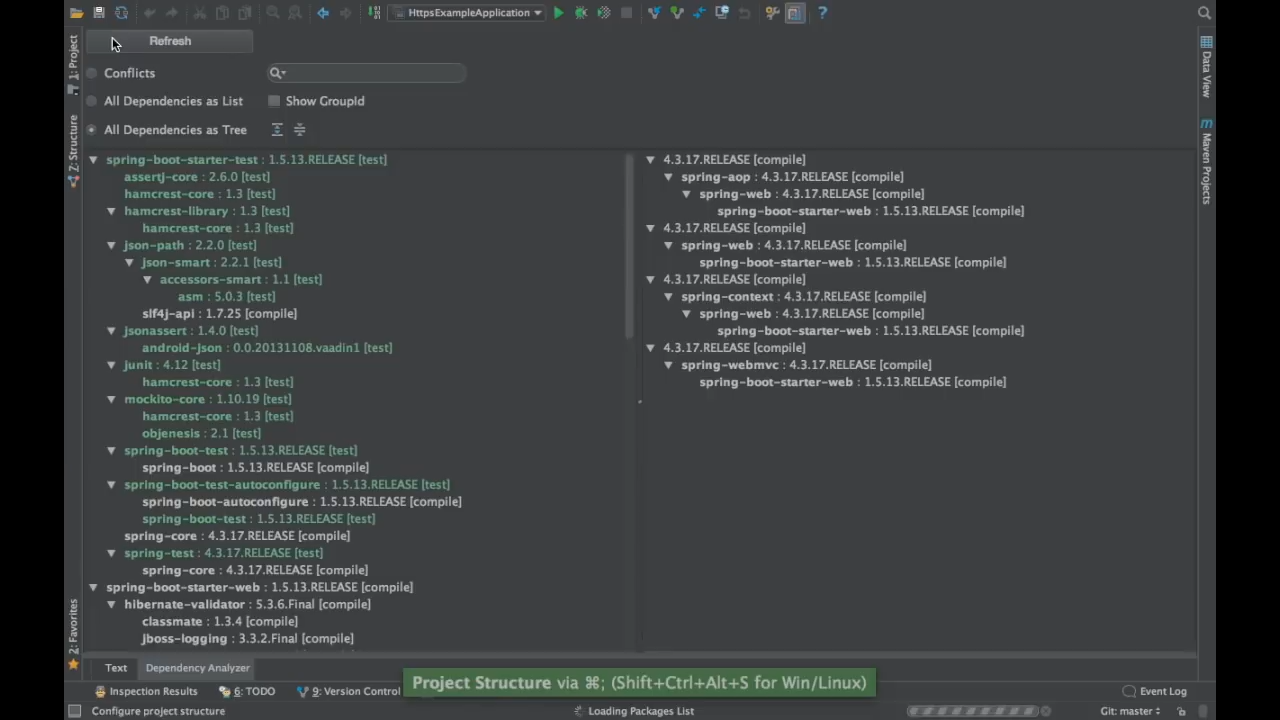 HttpsExampleApplication
Refresh
Conflicts
All Dependencies as List
Show GroupId
All Dependencies as Tree
1: Project
7: Structure
2: Favorites
Data View
Maven Projects
spring-boot-starter-test : 1.5.13.RELEASE [test]
assertj-core : 2.6.0 [test]
hamcrest-core : 1.3 [test]
hamcrest-library : 1.3 [test]
hamcrest-core : 1.3 [test]
json-path : 2.2.0 [test]
json-smart : 2.2.1 [test]
accessors-smart : 1.1 [test]
asm : 5.0.3 [test]
slf4j-api : 1.7.25 [compile]
jsonassert : 1.4.0 [test]
android-json : 0.0.20131108.vaadin1 [test]
junit : 4.12 [test]
hamcrest-core : 1.3 [test]
mockito-core : 1.10.19 [test]
hamcrest-core : 1.3 [test]
objenesis : 2.1 [test]
spring-boot-test : 1.5.13.RELEASE [test]
spring-boot : 1.5.13.RELEASE [compile]
spring-boot-test-autoconfigure : 1.5.13.RELEASE [test]
spring-boot-autoconfigure : 1.5.13.RELEASE [compile]
spring-boot-test : 1.5.13.RELEASE [test]
spring-core : 4.3.17.RELEASE [compile]
spring-test : 4.3.17.RELEASE [test]
spring-core : 4.3.17.RELEASE [compile]
spring-boot-starter-web : 1.5.13.RELEASE [compile]
hibernate-validator : 5.3.6.Final [compile]
classmate : 1.3.4 [compile]
jboss-logging : 3.3.2.Final [compile]
4.3.17.RELEASE [compile]
spring-aop : 4.3.17.RELEASE [compile]
spring-web : 4.3.17.RELEASE [compile]
spring-boot-starter-web : 1.5.13.RELEASE [compile]
4.3.17.RELEASE [compile]
spring-web : 4.3.17.RELEASE [compile]
spring-boot-starter-web : 1.5.13.RELEASE [compile]
4.3.17.RELEASE [compile]
spring-context : 4.3.17.RELEASE [compile]
spring-web : 4.3.17.RELEASE [compile]
spring-boot-starter-web : 1.5.13.RELEASE [compile]
4.3.17.RELEASE [compile]
spring-webmvc : 4.3.17.RELEASE [compile]
spring-boot-starter-web : 1.5.13.RELEASE [compile]
Text
Dependency Analyzer
Project Structure via ⌘; (Shift+Ctrl+Alt+S for Win/Linux)
Inspection Results
6: TODO
9: Version Control
Event Log
Configure project structure
Loading Packages List
Git: master